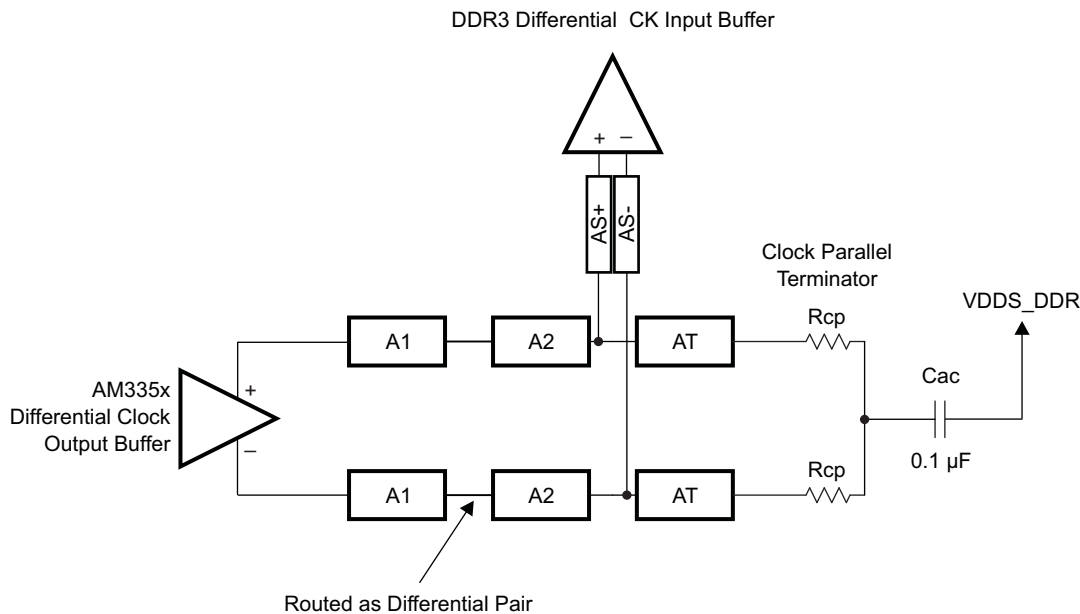 DDR3 Differential CK Input Buffer
+ −
AS+
AS-
Clock Parallel
Terminator
VDDS_DDR
Rcp
A1
A2
AT
Cac
AM335x
Differential Clock
Output Buffer
+
−
0.1 µF
Rcp
A1
A2
AT
Routed as Differential Pair